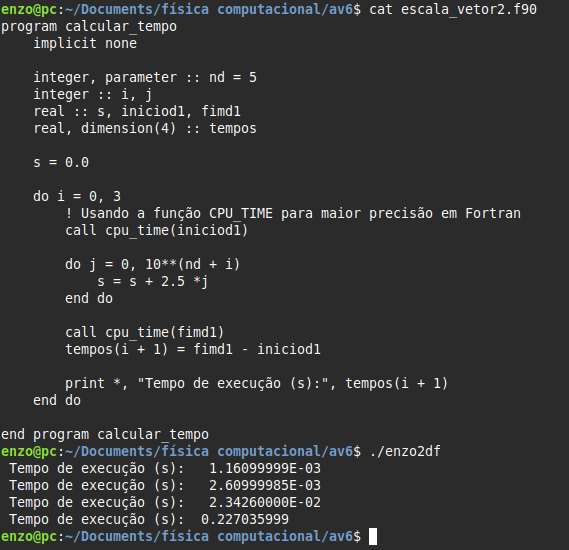 enzo@pc:~/Documents/física computacional/av6$ cat escala_vetor2.f90
program calcular_tempo
    implicit none

    integer, parameter :: nd = 5
    integer :: i, j
    real :: s, iniciod1, fimd1
    real, dimension(4) :: tempos

    s = 0.0

    do i = 0, 3
        ! Usando a função CPU_TIME para maior precisão em Fortran
        call cpu_time(iniciod1)

        do j = 0, 10**(nd + i)
            s = s + 2.5 *j
        end do

        call cpu_time(fimd1)
        tempos(i + 1) = fimd1 - iniciod1

        print *, "Tempo de execução (s):", tempos(i + 1)
    end do

end program calcular_tempo
enzo@pc:~/Documents/física computacional/av6$ ./enzo2df
 Tempo de execução (s):   1.16099999E-03
 Tempo de execução (s):   2.60999985E-03
 Tempo de execução (s):   2.34260000E-02
 Tempo de execução (s):  0.227035999
enzo@pc:~/Documents/física computacional/av6$